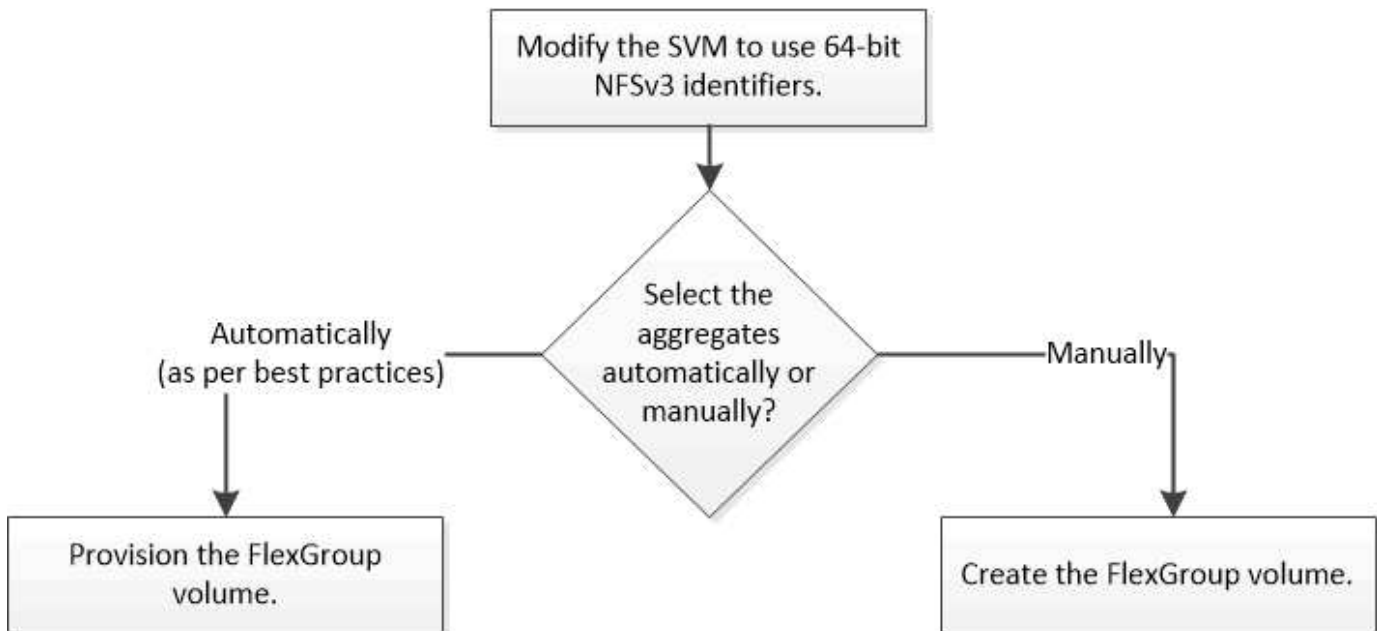 Modify the SVM to use 64-bit
NFSv3 identifiers.
Select the
aggregates
automatically or
manually?
Automatically
(as per best practices)
Manually
Provision the FlexGroup
volume.
Create the FlexGroup volume.